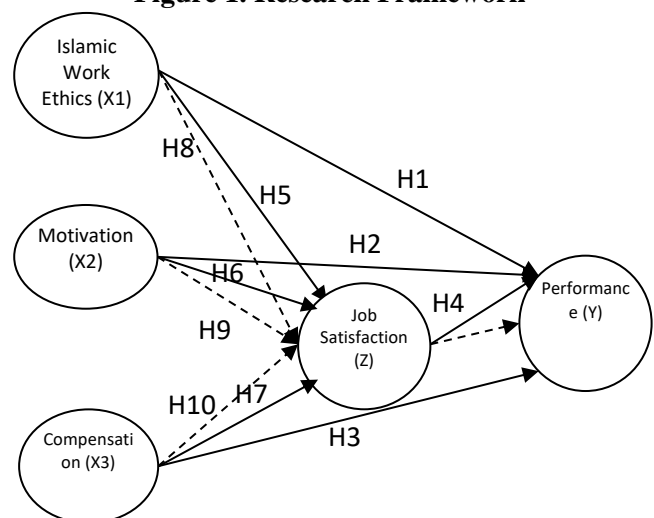 Figure 1. Research Framework
Islamic
Work
Ethics (X1)
H8
H1
H5
Motivation
(X2)
H2
H6
H9
H4
Job
Satisfaction
(Z)
Performanc
e (Y)
H10
H7
H3
Compensati
on (X3)